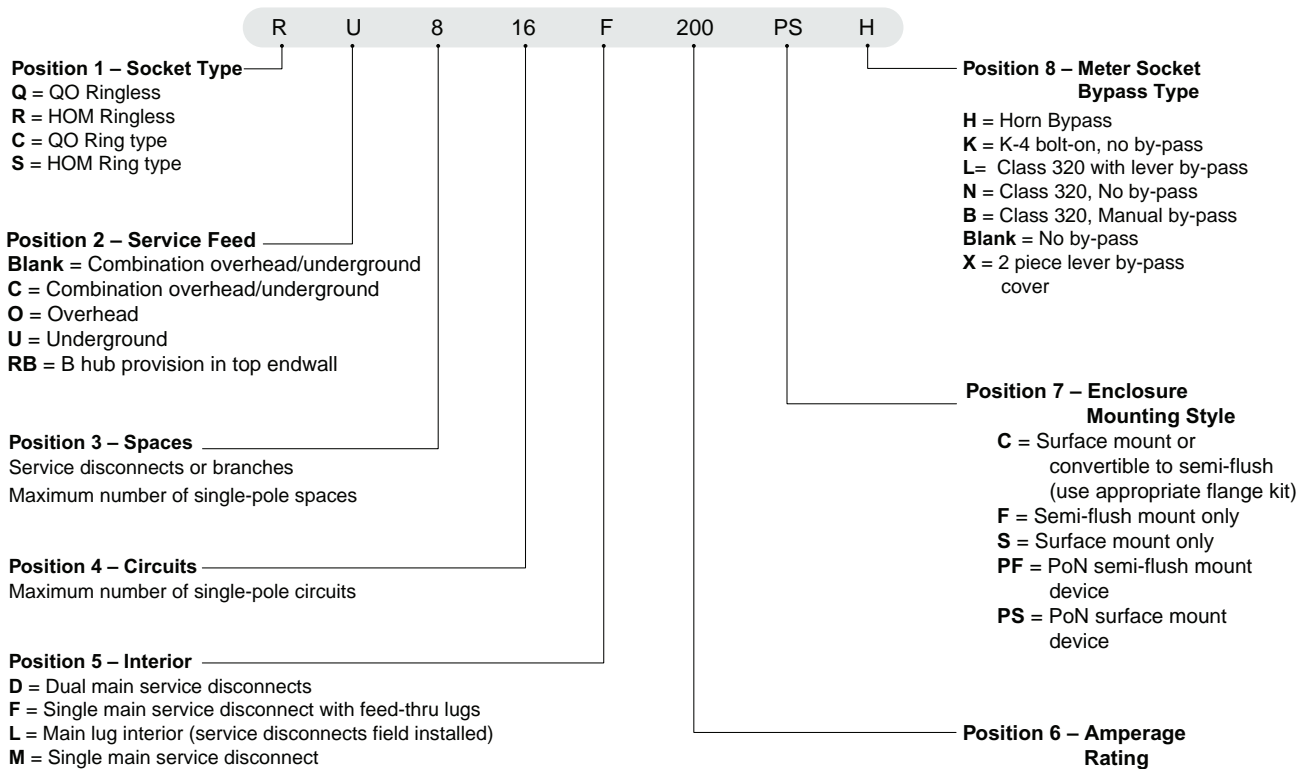 R U 8 16 F 200 PS H
Position 1 – Socket Type
Q = QO Ringless
R = HOM Ringless
C = QO Ring type
S = HOM Ring type
Position 2 – Service Feed
Blank = Combination overhead/underground
C = Combination overhead/underground
O = Overhead
U = Underground
RB = B hub provision in top endwall
Position 3 – Spaces
Service disconnects or branches
Maximum number of single-pole spaces
Position 4 – Circuits
Maximum number of single-pole circuits
Position 5 – Interior
D = Dual main service disconnects
F = Single main service disconnect with feed-thru lugs
L = Main lug interior (service disconnects field installed)
M = Single main service disconnect
Position 8 – Meter Socket
Bypass Type
H = Horn Bypass
K = K-4 bolt-on, no by-pass
L= Class 320 with lever by-pass
N = Class 320, No by-pass
B = Class 320, Manual by-pass
Blank = No by-pass
X = 2 piece lever by-pass
cover
Position 7 – Enclosure
Mounting Style
C = Surface mount or
convertible to semi-flush
(use appropriate flange kit)
F = Semi-flush mount only
S = Surface mount only
PF = PoN semi-flush mount
device
PS = PoN surface mount
device
Position 6 – Amperage
Rating